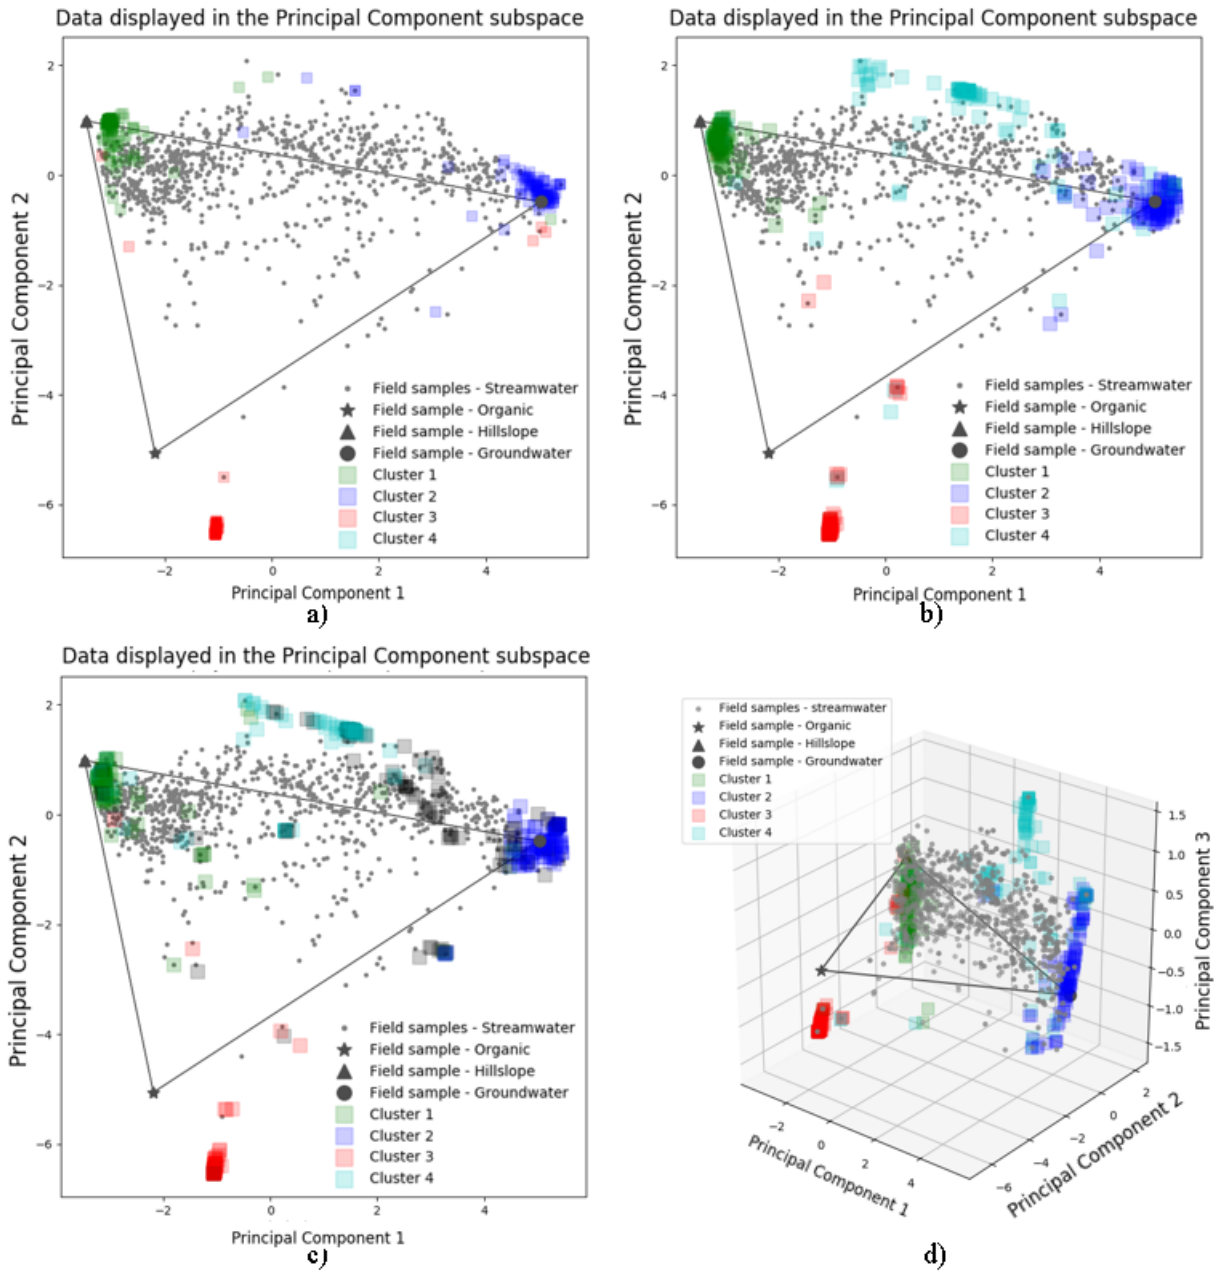 Data displayed in the Principal Component subspace
2
0
−2
−4
−6
Principal Component 2
Field samples - Streamwater
Field sample - Organic
Field sample - Hillslope
Field sample - Groundwater
Cluster 1
Cluster 2
Cluster 3
Cluster 4
−2 0 2 4
Principal Component 1
a)
Data displayed in the Principal Component subspace
2
0
−2
−4
−6
Principal Component 2
Field samples - Streamwater
Field sample - Organic
Field sample - Hillslope
Field sample - Groundwater
Cluster 1
Cluster 2
Cluster 3
Cluster 4
−2 0 2 4
Principal Component 1
b)
Data displayed in the Principal Component subspace
2
0
−2
−4
−6
Principal Component 2
Field samples - Streamwater
Field sample - Organic
Field sample - Hillslope
Field sample - Groundwater
Cluster 1
Cluster 2
Cluster 3
Cluster 4
−2 0 2 4
Principal Component 1
c)
Field samples - streamwater
Field sample - Organic
Field sample - Hillslope
Field sample - Groundwater
Cluster 1
Cluster 2
Cluster 3
Cluster 4
1.5
1.0
0.5
0.0
−0.5
−1.0
−1.5
Principal Component 3
2
0
−2
−4
−6
Principal Component 2
−2 0 2 4
Principal Component 1
d)